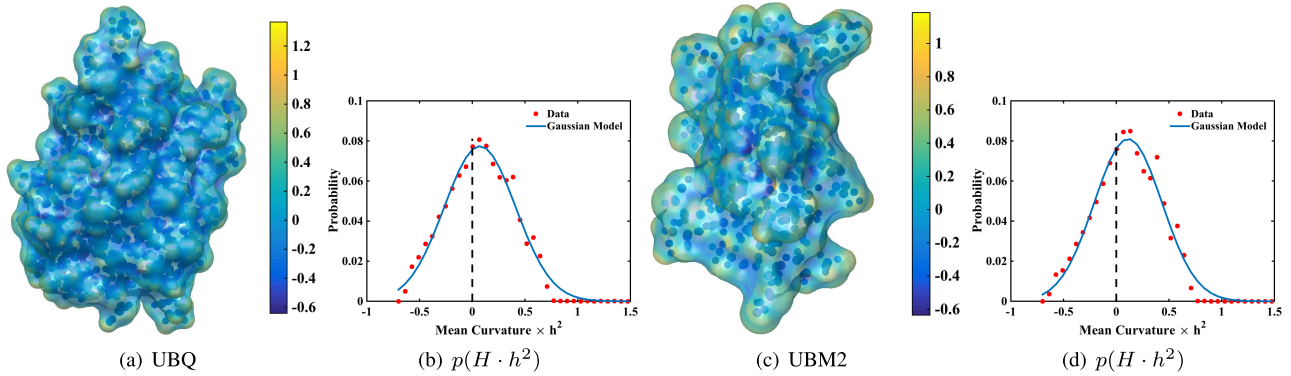 1.2
1
0.8
0.6
0.4
0.2
0
-0.2
-0.4
-0.6
0.1
0.08
0.06
0.04
0.02
0
Probability
Data
Gaussian Model
-1 -0.5 0 0.5 1 1.5
Mean Curvature × h²
1
0.8
0.6
0.4
0.2
0
-0.2
-0.4
-0.6
0.1
0.08
0.06
0.04
0.02
0
Probability
Data
Gaussian Model
-1 -0.5 0 0.5 1 1.5
Mean Curvature × h²
(a) UBQ (b) p(H · h²) (c) UBM2 (d) p(H · h²)